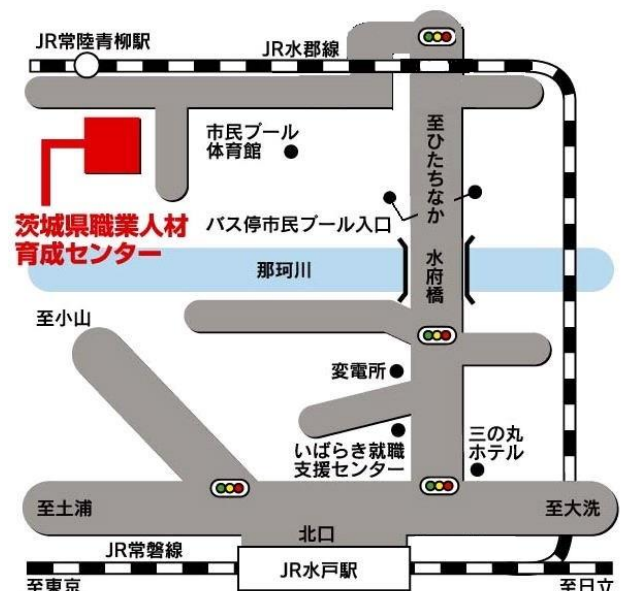 JR常陸青柳駅
JR水郡線
市民プール
体育館
至ひたちなか
茨城県職業人材
育成センター
バス停市民プール入口
那珂川
水府橋
至小山
変電所
いばらき就職
支援センター
三の丸
ホテル
至土浦
至大洗
北口
JR常磐線
JR水戸駅
至東京
至日立